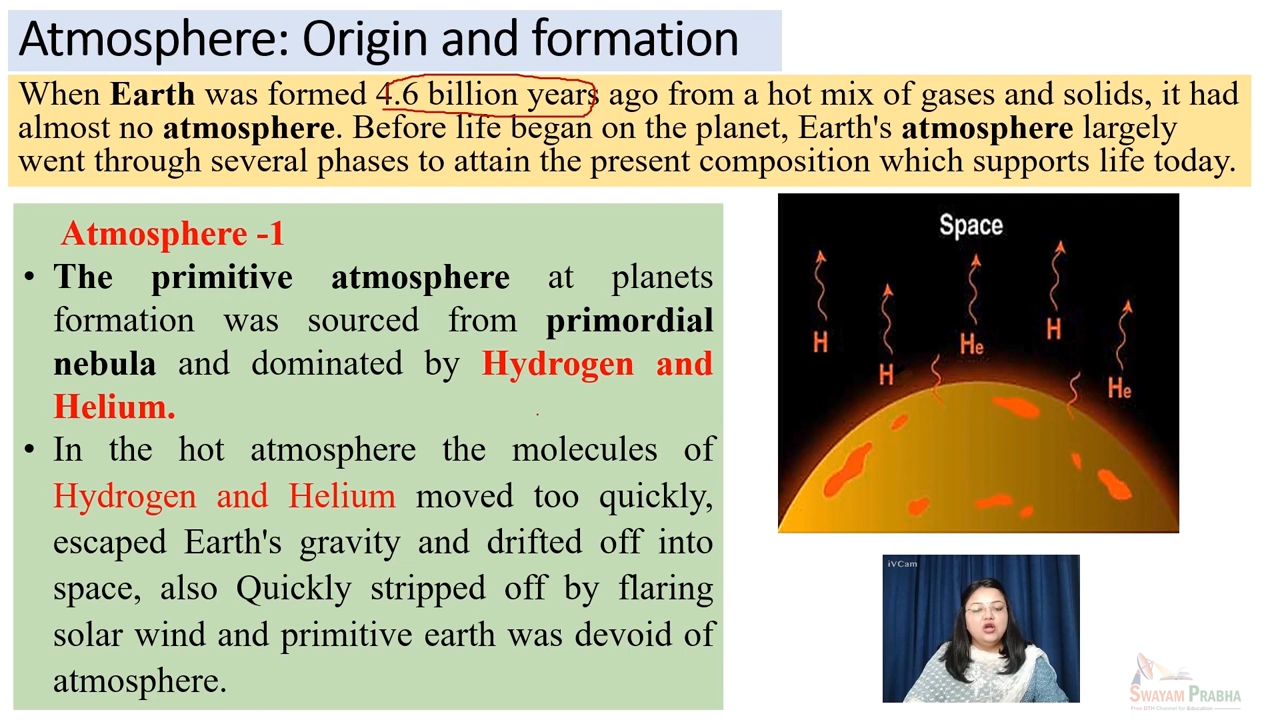 Atmosphere: Origin and formation
When Earth was formed 4.6 billion years ago from a hot mix of gases and solids, it had
almost no atmosphere. Before life began on the planet, Earth's atmosphere largely
went through several phases to attain the present composition which supports life today.
Atmosphere -1
• The primitive atmosphere at planets
formation was sourced from primordial
nebula and dominated by Hydrogen and
Helium.
• In the hot atmosphere the molecules of
Hydrogen and Helium moved too quickly,
escaped Earth's gravity and drifted off into
space, also Quickly stripped off by flaring
solar wind and primitive earth was devoid of
atmosphere.
Space
H
H
He
H
He
iVCam
SWAYAM PRABHA
Free DTH Channel for Education